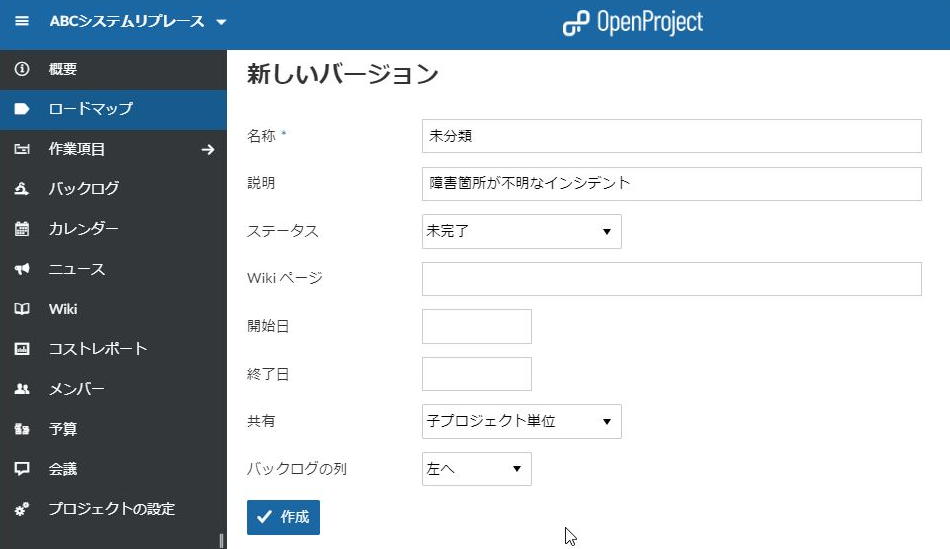 ABCシステムリプレース
OpenProject
概要
ロードマップ
作業項目
バックログ
カレンダー
ニュース
Wiki
コストレポート
メンバー
予算
会議
プロジェクトの設定
新しいバージョン
名称 *
未分類
説明
障害箇所が不明なインシデント
ステータス
未完了
Wiki ページ
開始日
終了日
共有
子プロジェクト単位
バックログの列
左へ
作成